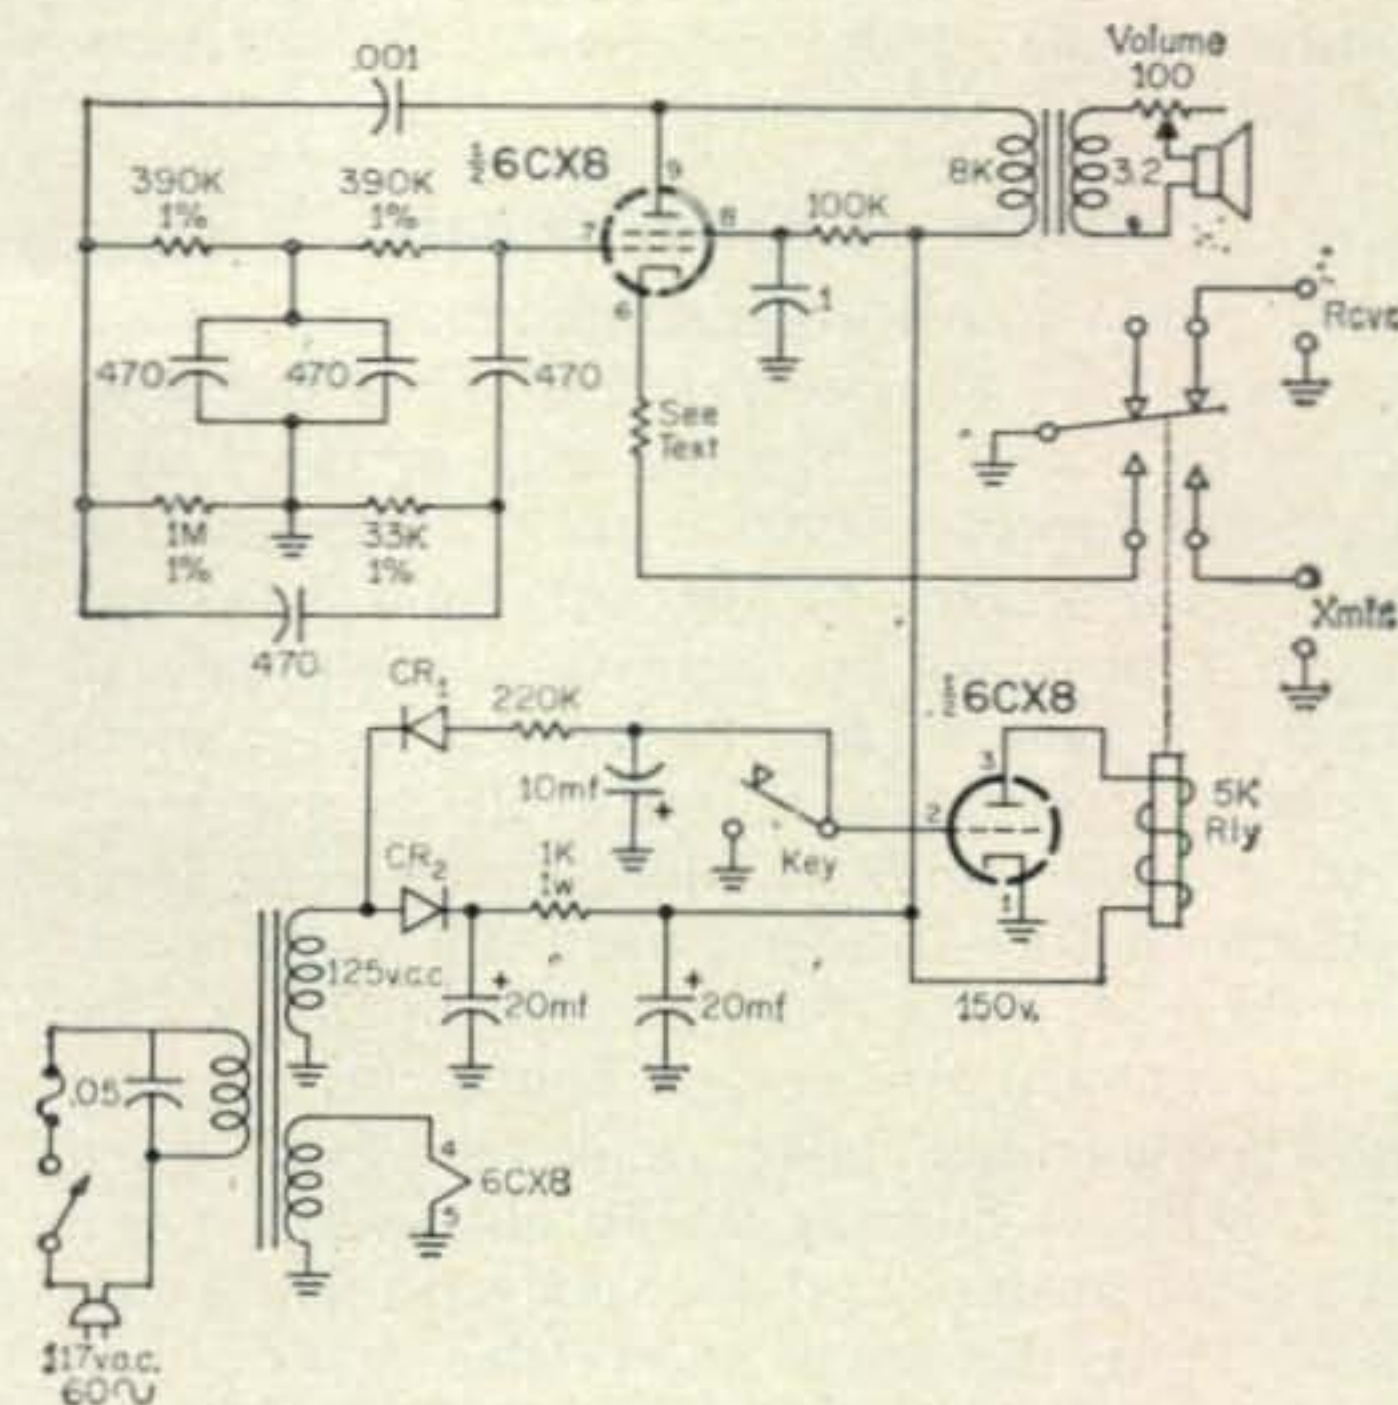 .001
Volume
100
½6CX8
9
390K
1%
390K
1%
8K
3.2
100K
7
8
6
.1
Rcvr.
470
470
470
See
Text
1M
1%
33K
1%
470
Xmtr.
CR1
220K
½6CX8
3
10mf
+
2
5K
Rly
Key
CR2
1K
1w
1
125v.a.c
+
20mf
+
20mf
150v.
.05
4
6CX8
5
117v.a.c.
60~